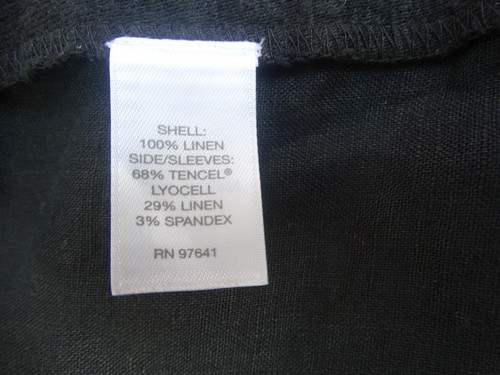 SHELL:
100% LINEN
SIDE/SLEEVES:
68% TENCEL®
LYOCELL
29% LINEN
3% SPANDEX
RN 97641